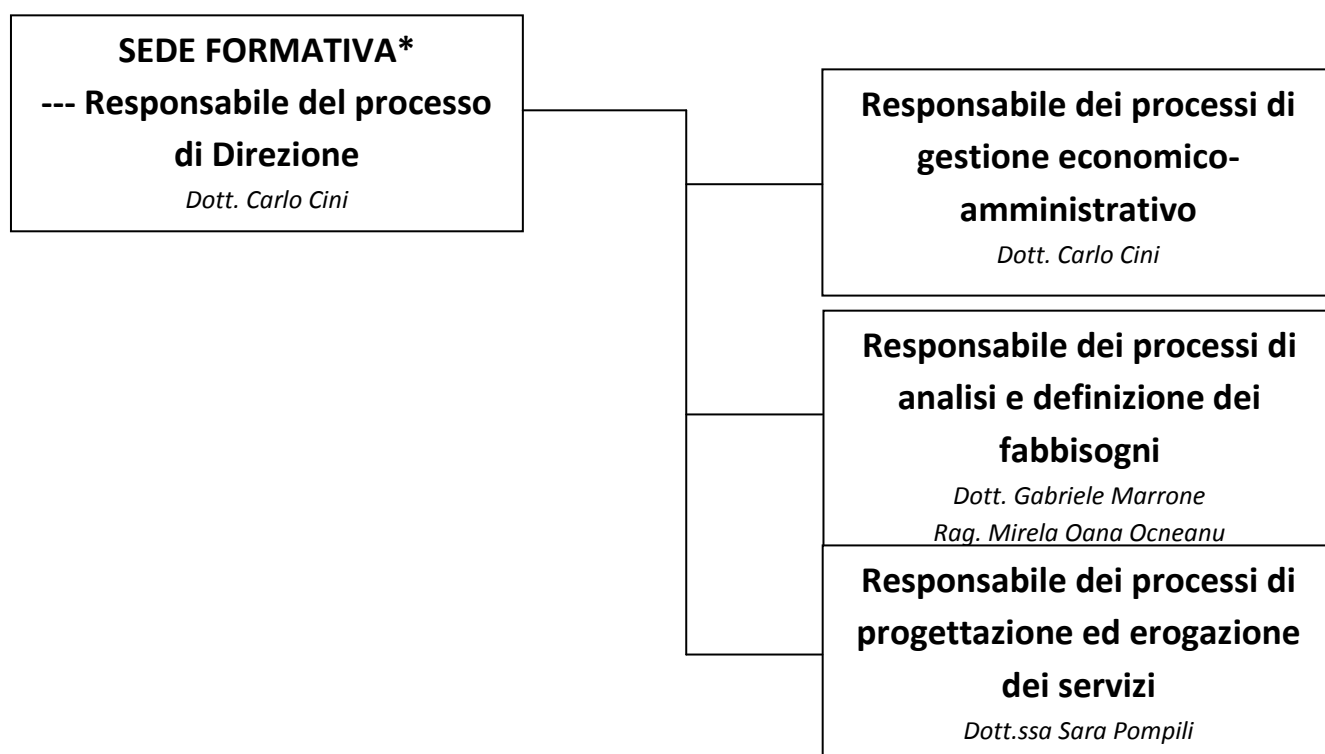 SEDE FORMATIVA*
--- Responsabile del processo
di Direzione
Dott. Carlo Cini
Responsabile dei processi di
gestione economico-
amministrativo
Dott. Carlo Cini
Responsabile dei processi di
analisi e definizione dei
fabbisogni
Dott. Gabriele Marrone
Rag. Mirela Oana Ocneanu
Responsabile dei processi di
progettazione ed erogazione
dei servizi
Dott.ssa Sara Pompili